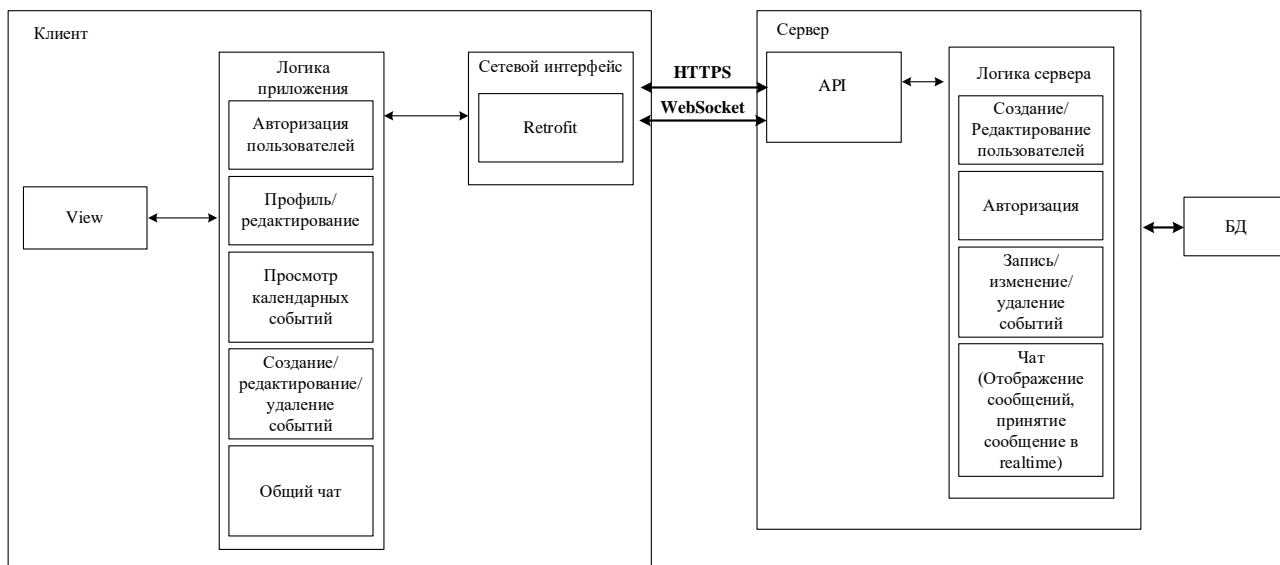 Клиент
Логика
приложения
Авторизация
пользователей
Профиль/
редактирование
Просмотр
календарных
событий
Создание/
редактирование/
удаление
событий
Общий чат
View
Сетевой интерфейс
Retrofit
HTTPS
WebSocket
Сервер
API
Логика сервера
Создание/
Редактирование
пользователей
Авторизация
Запись/
изменение/
удаление
событий
Чат
(Отображение
сообщений,
принятие
сообщение в
realtime)
БД